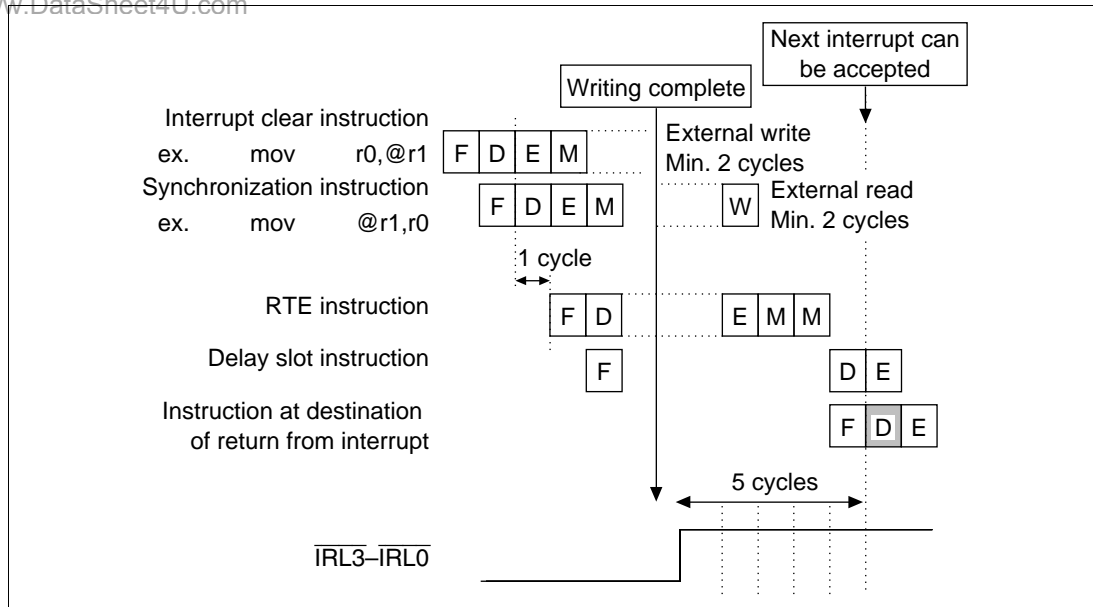 w.DataSheet4U.com
Next interrupt can
be accepted
Writing complete
Interrupt clear instruction
ex. mov r0,@r1
F D E M
External write
Min. 2 cycles
Synchronization instruction
ex. mov @r1,r0
F D E M
W
External read
Min. 2 cycles
1 cycle
RTE instruction
F D
E M M
Delay slot instruction
F
D E
Instruction at destination
of return from interrupt
F D E
5 cycles
I̅R̅L̅3̅–I̅R̅L̅0̅